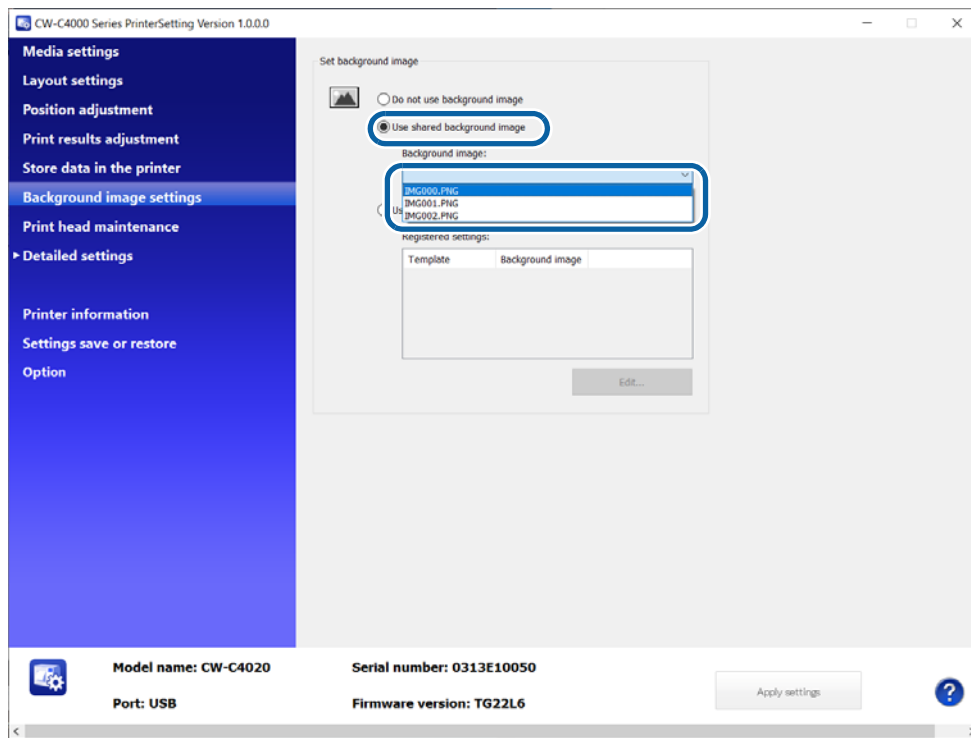 CW-C4000 Series PrinterSetting Version 1.0.0.0
Media settings
Layout settings
Position adjustment
Print results adjustment
Store data in the printer
Background image settings
Print head maintenance
Detailed settings
Printer information
Settings save or restore
Option
Set background image
Do not use background image
Use shared background image
Background image:
IMG000.PNG
IMG001.PNG
IMG002.PNG
Us
Registered settings:
Template Background image
Edit...
Model name: CW-C4020 Serial number: 0313E10050
Port: USB Firmware version: TG22L6
Apply settings
?